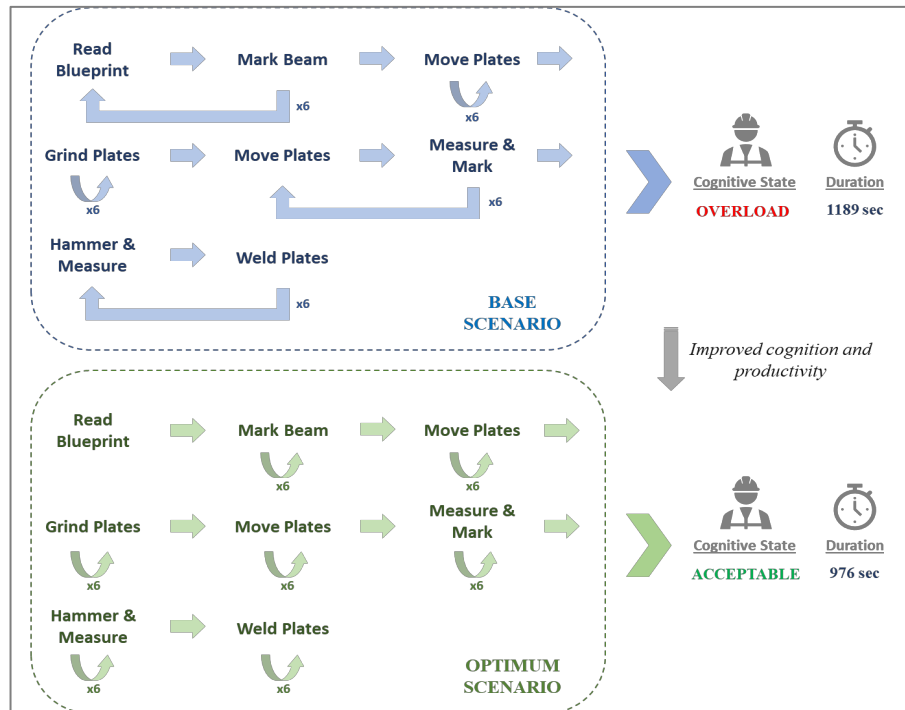 Read
Blueprint
Mark Beam
Move Plates
x6
x6
Grind Plates
Move Plates
Measure &
Mark
x6
x6
Hammer &
Measure
Weld Plates
x6
BASE
SCENARIO
Cognitive State
OVERLOAD
Duration
1189 sec
Improved cognition and
productivity
Read
Blueprint
Mark Beam
Move Plates
x6
x6
Grind Plates
Move Plates
Measure &
Mark
x6
x6
x6
Hammer &
Measure
Weld Plates
x6
x6
OPTIMUM
SCENARIO
Cognitive State
ACCEPTABLE
Duration
976 sec